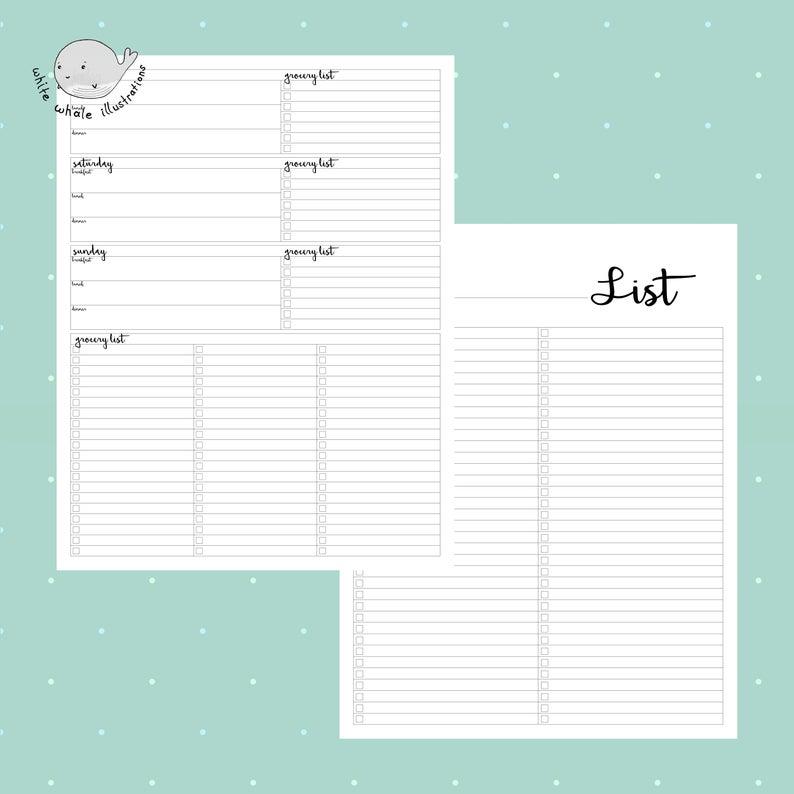 white whale illustrations
grocery list
lunch
dinner
saturday
grocery list
breakfast
lunch
dinner
sunday
grocery list
breakfast
lunch
dinner
grocery list
List